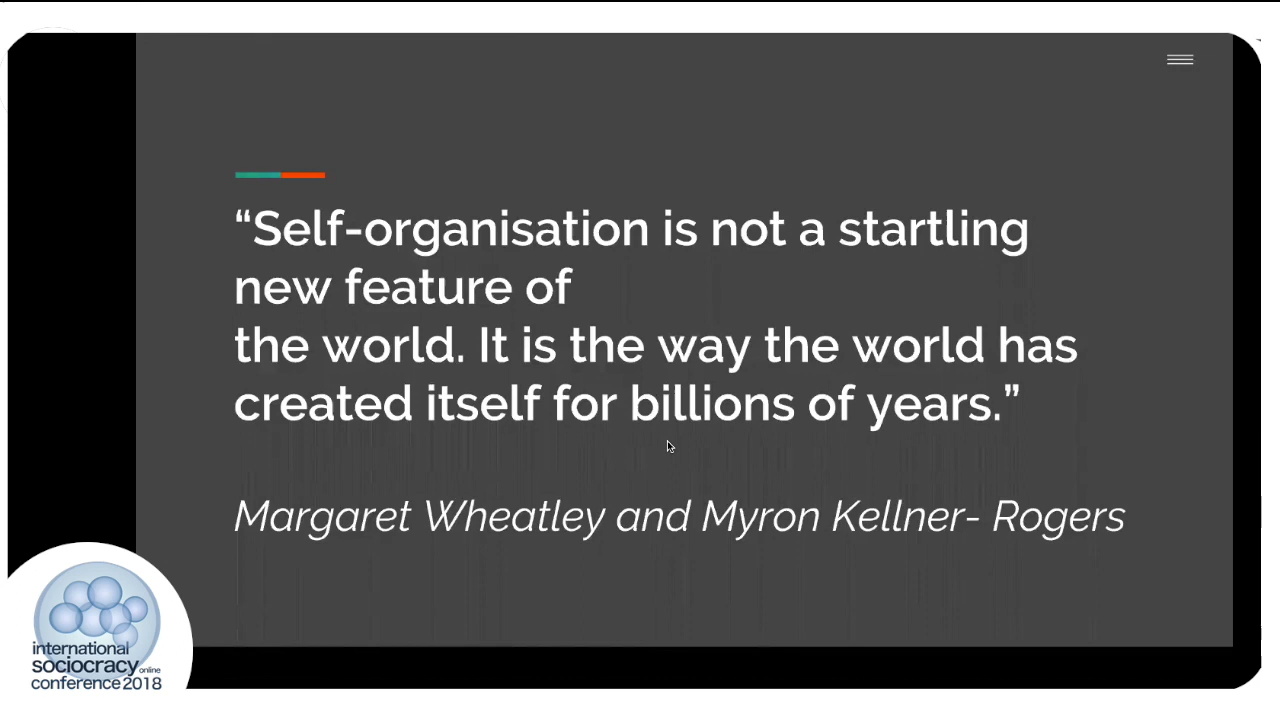 “Self-organisation is not a startling
new feature of
the world. It is the way the world has
created itself for billions of years.”
Margaret Wheatley and Myron Kellner- Rogers
international
sociocracy online
conference 2018